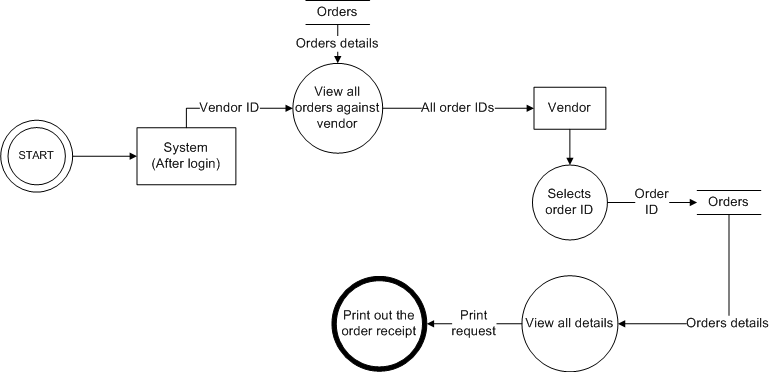 Orders
Orders details
View all
orders against
vendor
Vendor ID
All order IDs
Vendor
START
System
(After login)
Selects
order ID
Order
ID
Orders
Print out the
order receipt
Print
request
View all details
Orders details